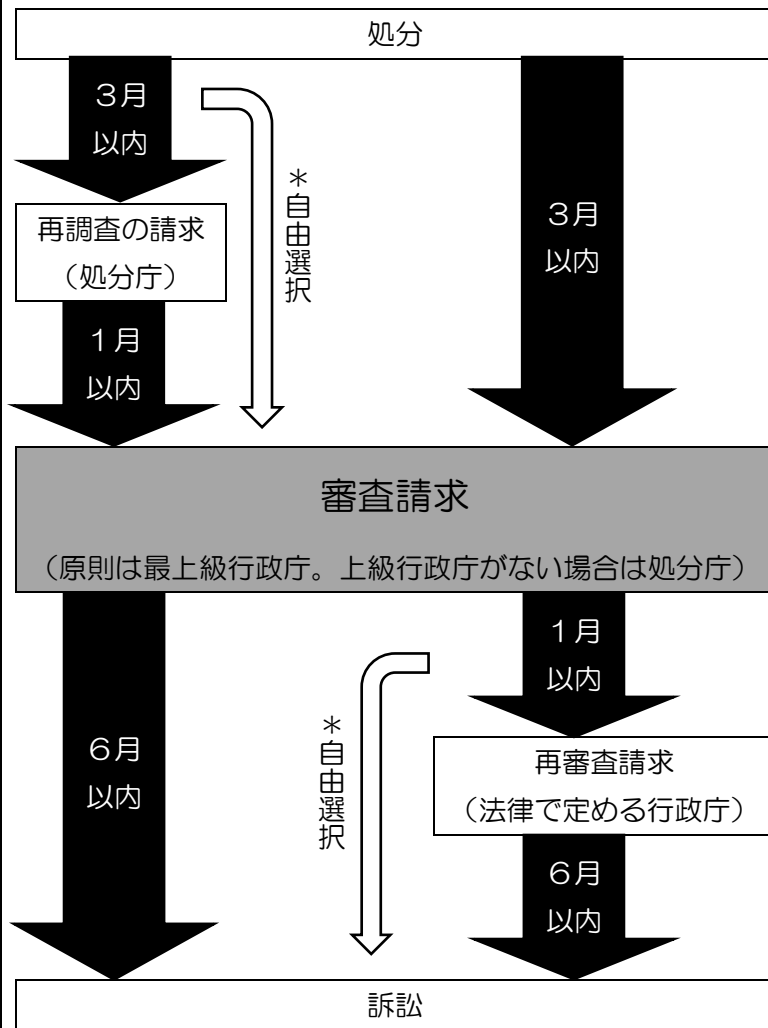 処分
3月
以内
＊自由選択
3月
以内
再調査の請求
（処分庁）
1月
以内
審査請求
（原則は最上級行政庁。上級行政庁がない場合は処分庁）
6月
以内
＊自由選択
1月
以内
再審査請求
（法律で定める行政庁）
6月
以内
訴訟